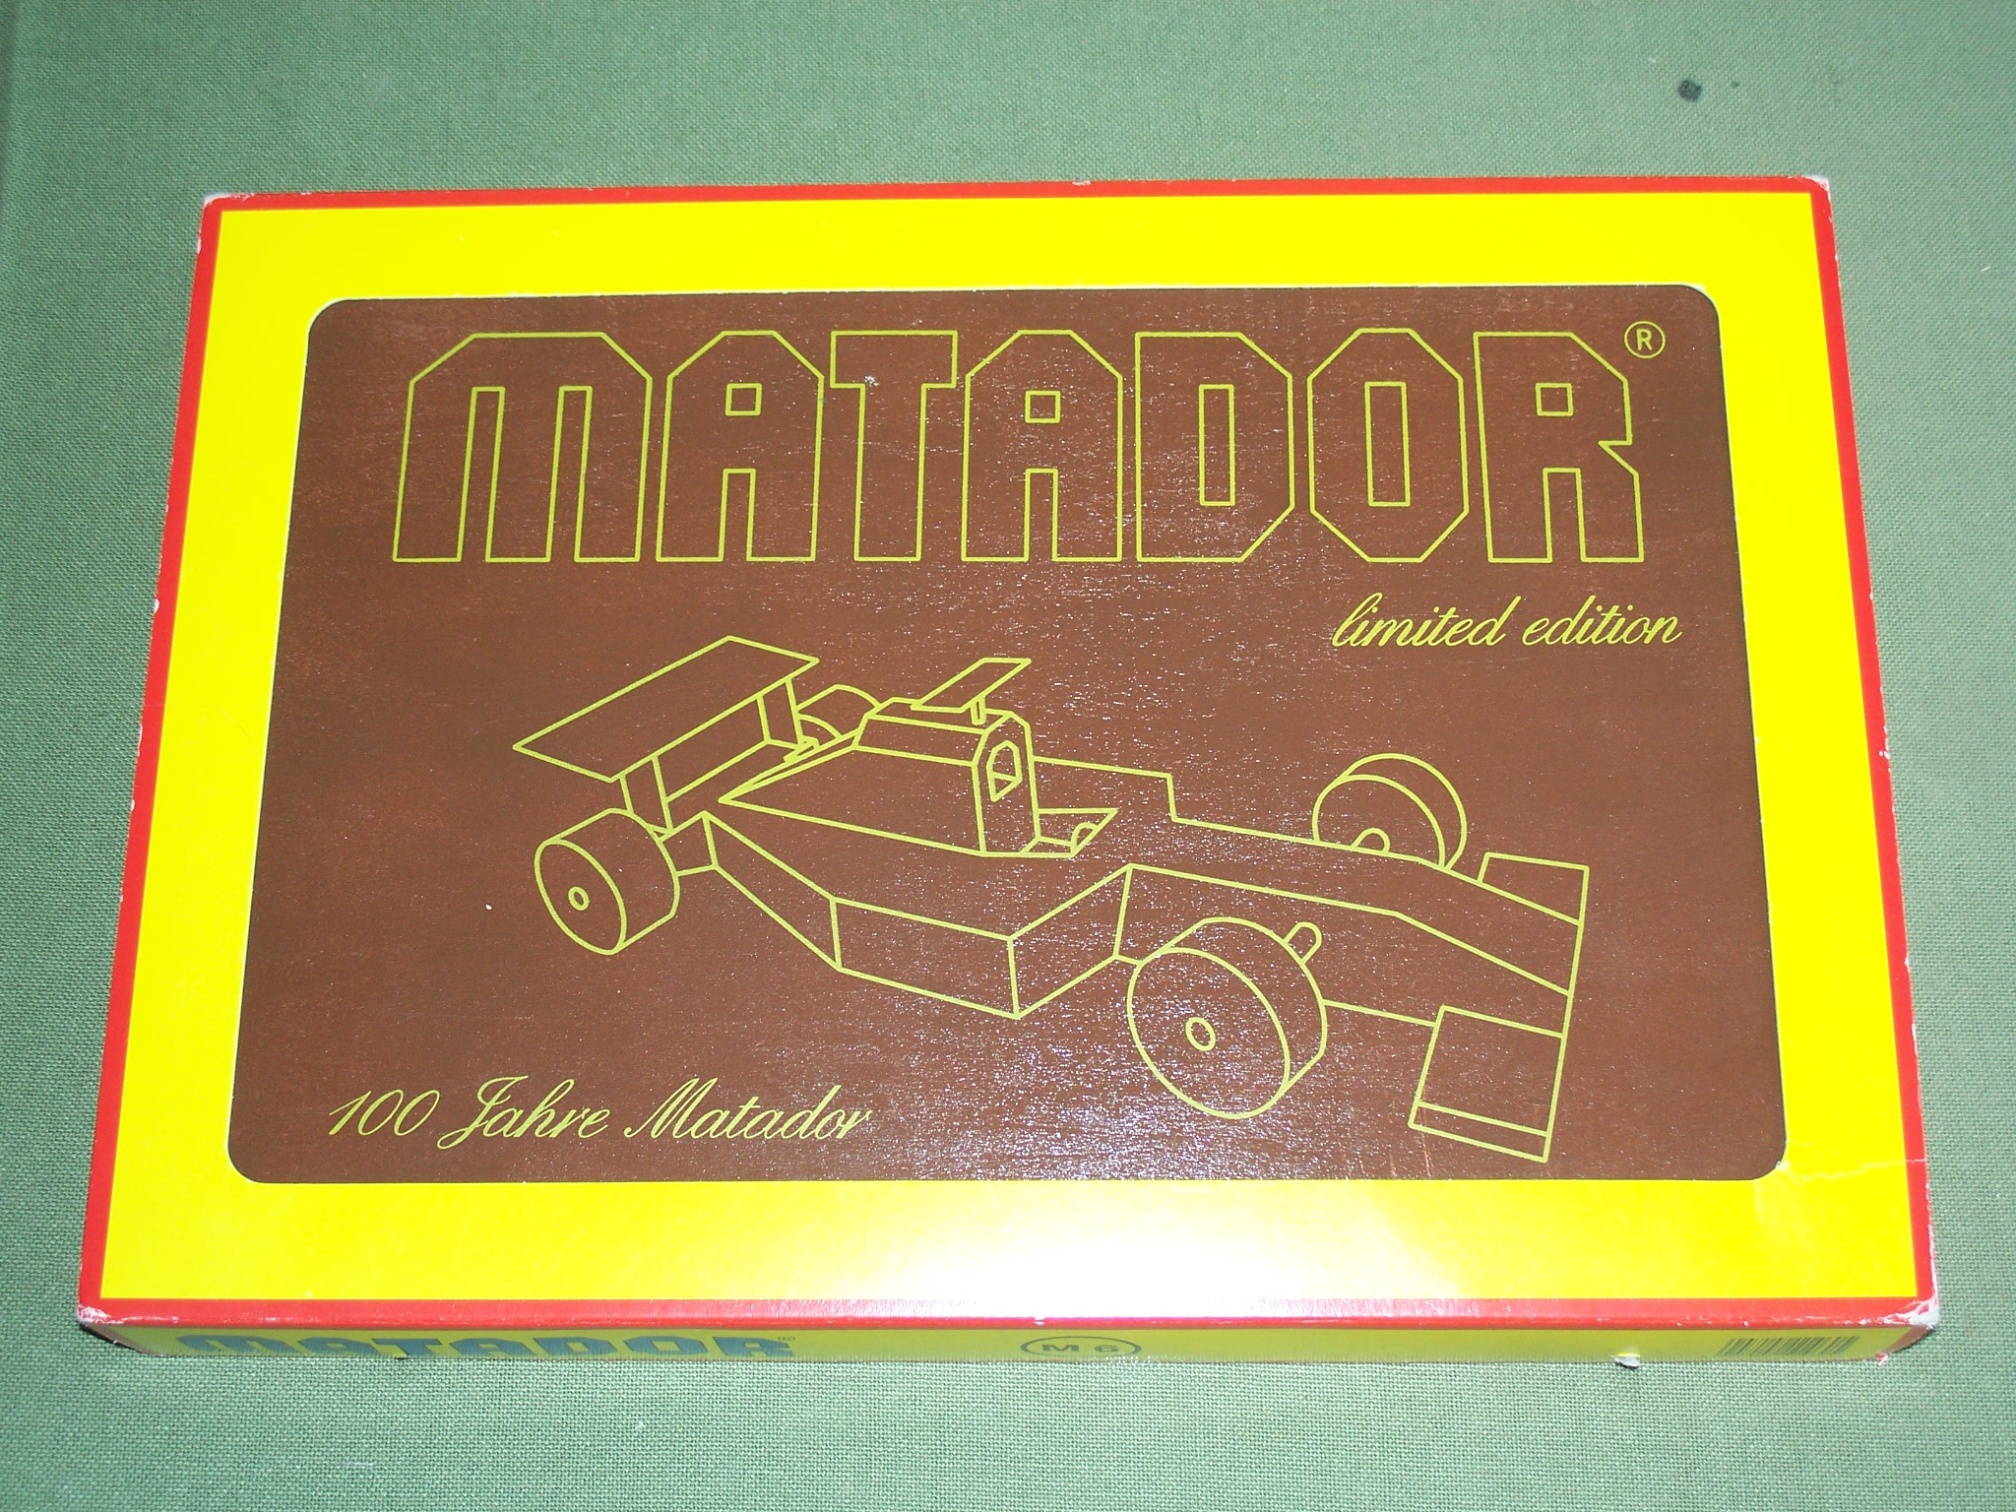 MATADOR®
limited edition
100 Jahre Matador
MATADOR®
M 6